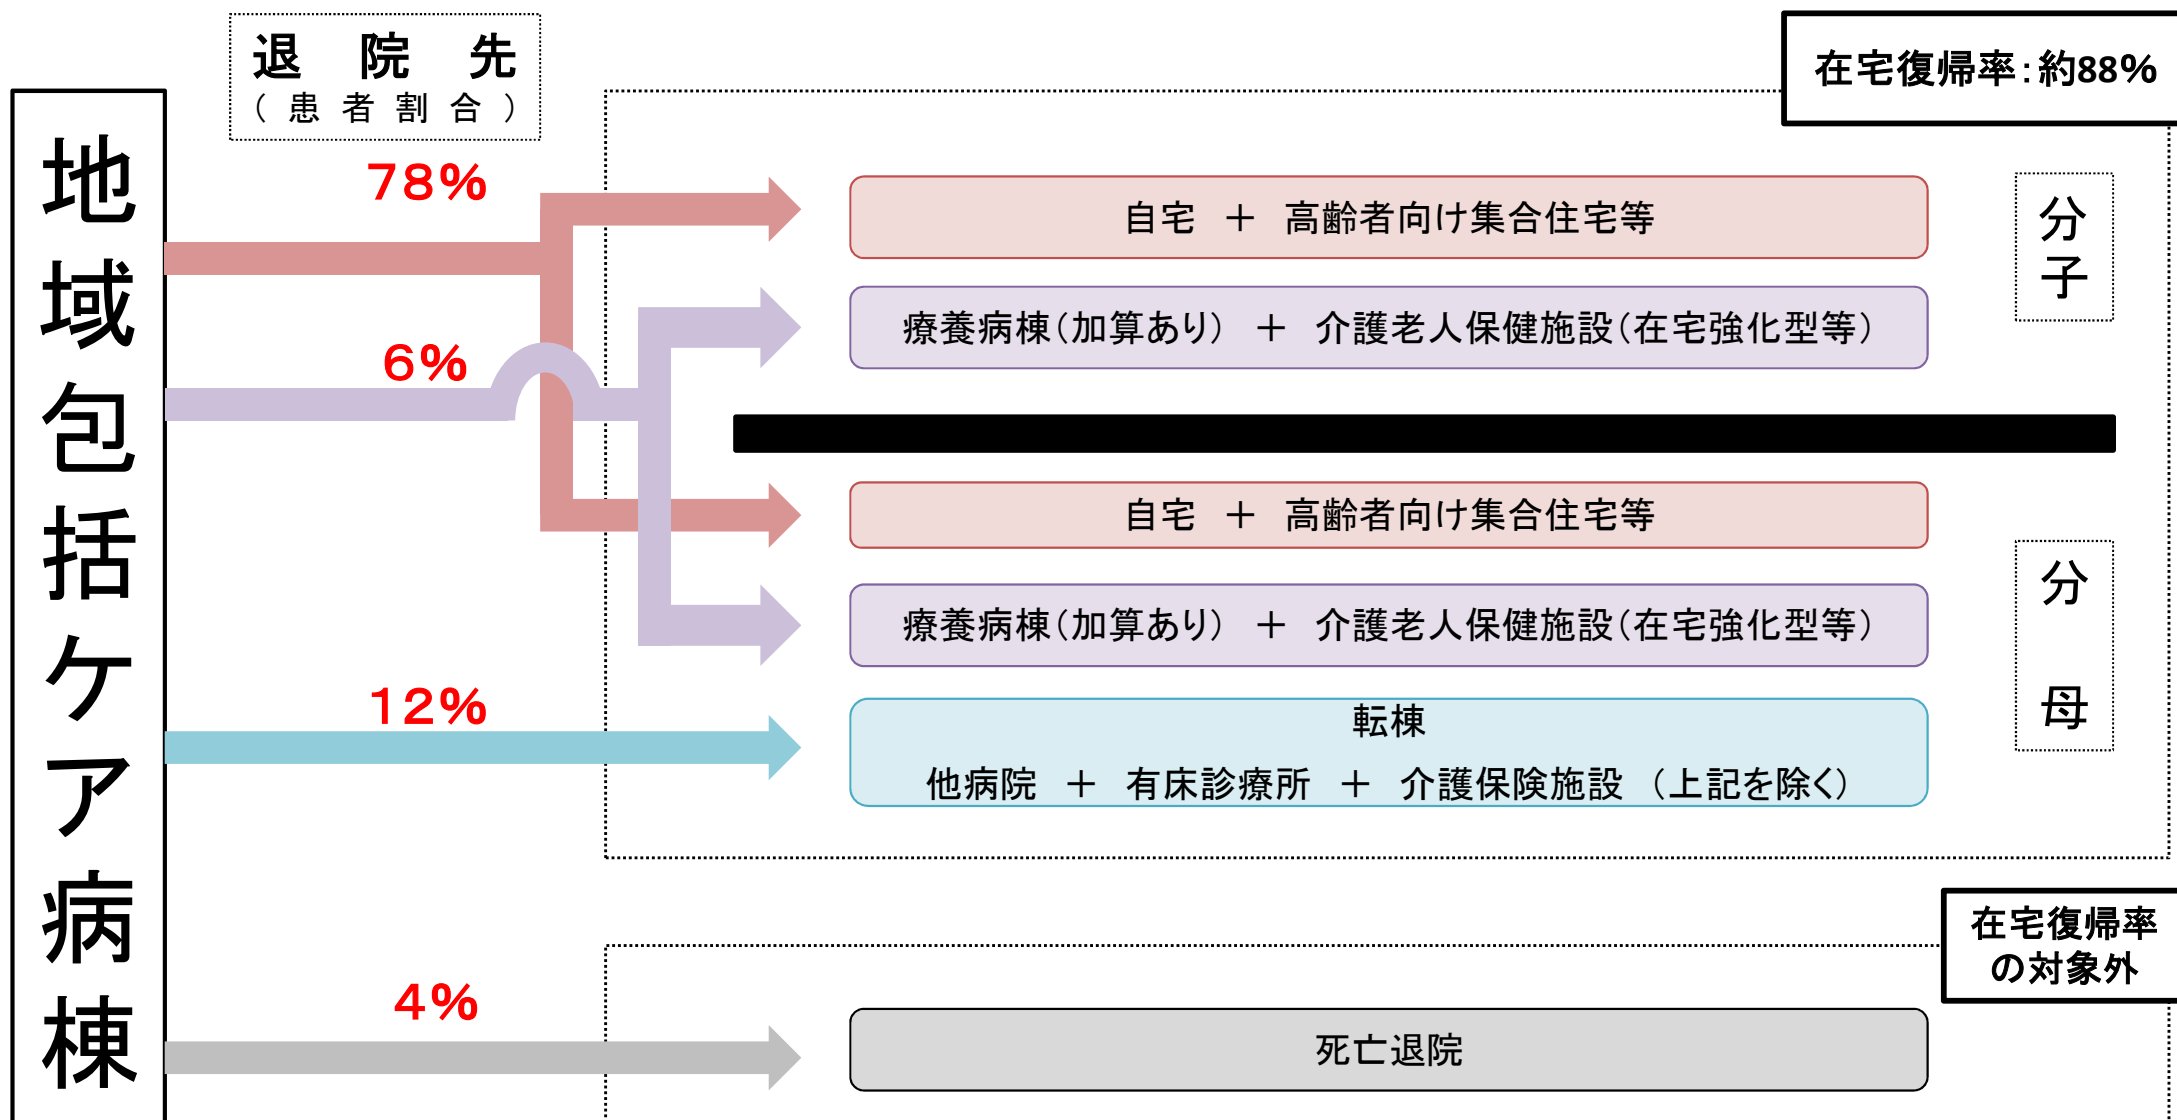 退院先
（患者割合）
在宅復帰率：約88％
地域包括ケア病棟
78％
自宅　＋　高齢者向け集合住宅等
分子
6％
療養病棟（加算あり）　＋　介護老人保健施設（在宅強化型等）
自宅　＋　高齢者向け集合住宅等
療養病棟（加算あり）　＋　介護老人保健施設（在宅強化型等）
分母
12％
転棟
他病院　＋　有床診療所　＋　介護保険施設　（上記を除く）
在宅復帰率
の対象外
4％
死亡退院